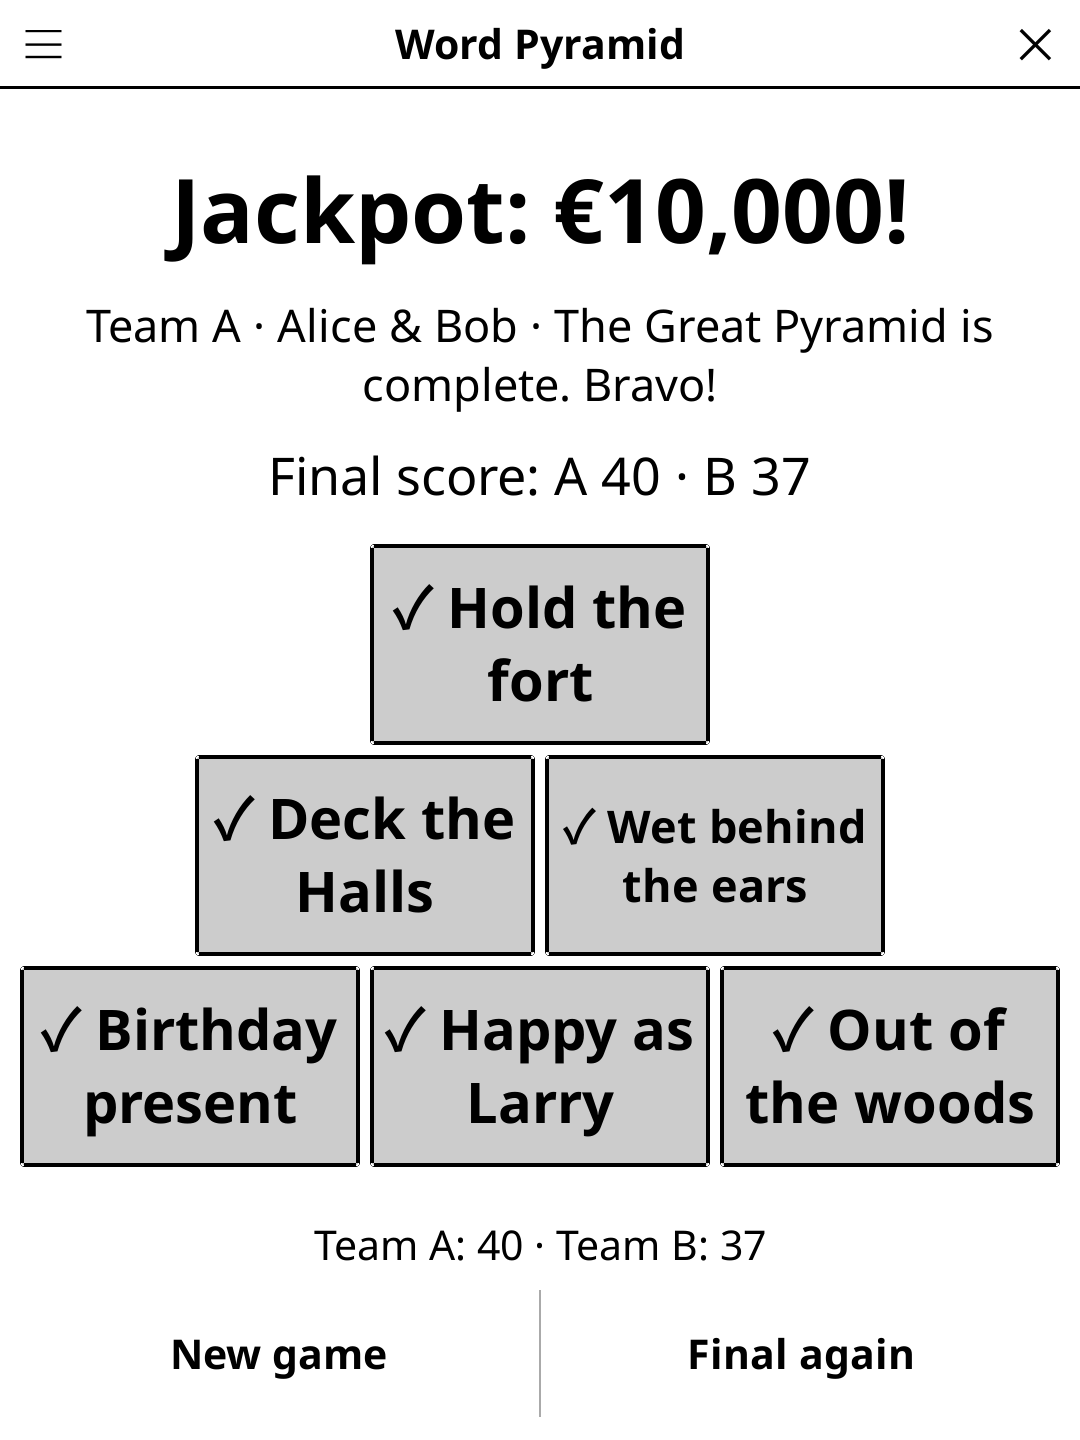 Word Pyramid
Jackpot: €10,000!
Team A · Alice & Bob · The Great Pyramid is
complete. Bravo!
Final score: A 40 · B 37
✓ Hold the
fort
✓ Deck the
Halls
✓ Wet behind
the ears
✓ Birthday
present
✓ Happy as
Larry
✓ Out of
the woods
Team A: 40 · Team B: 37
New game
Final again